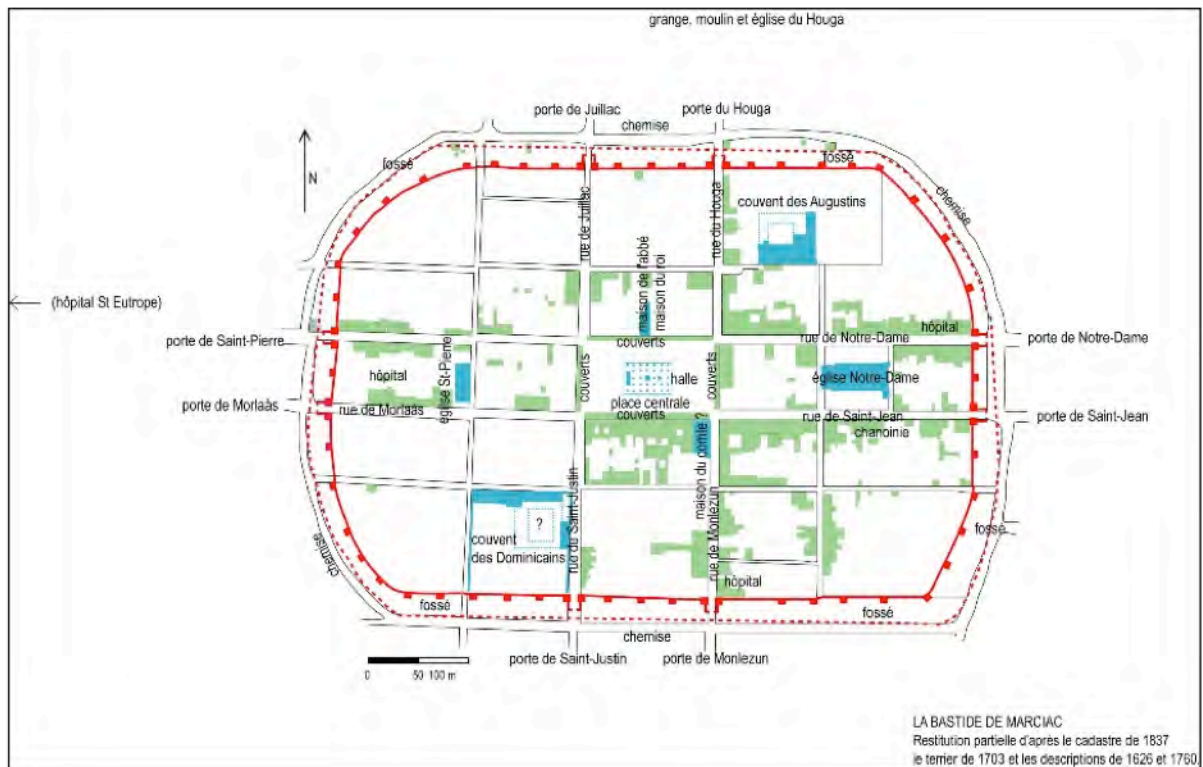 grange, moulin et église du Houga
porte de Juillac
porte du Houga
chemise
fossé
fossé
N
rue de Juillac
rue du Houga
couvent des Augustins
chemise
maison de l'abbé
maison du roi
(hôpital St Eutrope)
hôpital
porte de Saint-Pierre
couverts
rue de Notre-Dame
porte de Notre-Dame
église St-Pierre
hôpital
couverts
halle
couverts
église Notre-Dame
place centrale
porte de Morlaàs
rue de Morlaàs
couverts
rue de Saint-Jean
porte de Saint-Jean
chanoinie
maison du comte ?
rue du Saint-Justin
rue de Monlezun
?
couvent
des Dominicains
fossé
chemise
hôpital
fossé
fossé
chemise
porte de Saint-Justin
porte de Monlezun
0 50 100 m
LA BASTIDE DE MARCIAC
Restitution partielle d'après le cadastre de 1837
le terrier de 1703 et les descriptions de 1626 et 1760